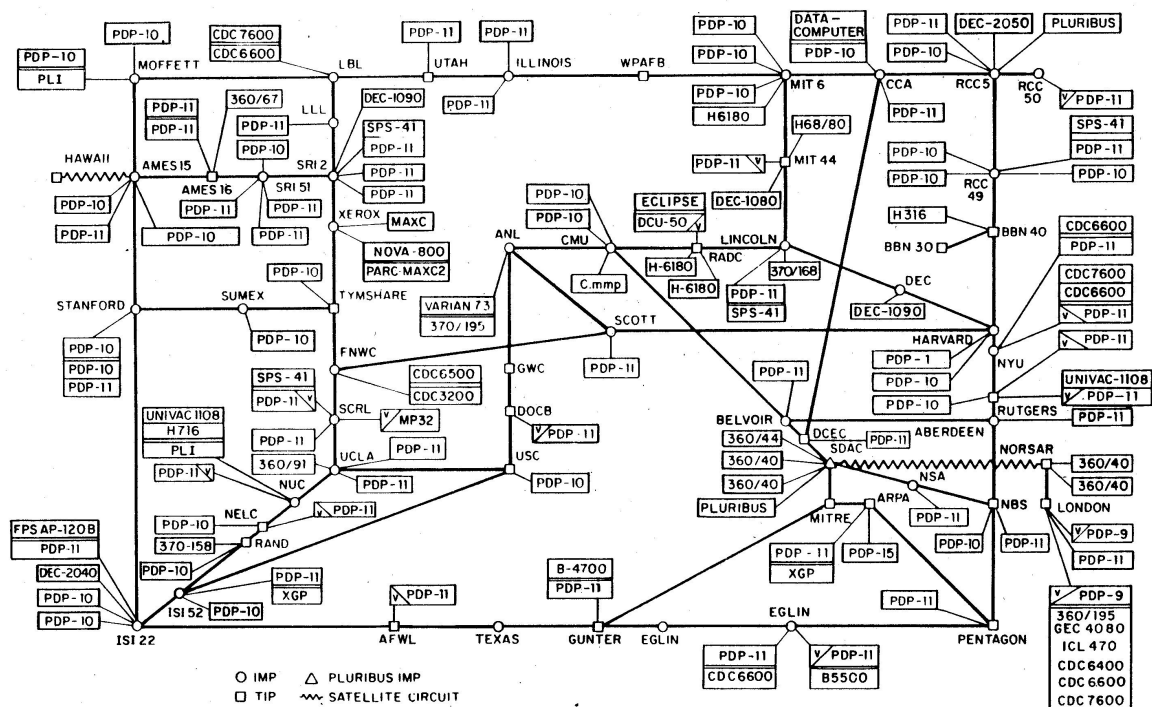 PDP-10
CDC 7600
CDC 6600
PDP-11
PDP-11
PDP-10
PDP-10
PDP-10
H6180
DATA-
COMPUTER
PDP-10
PDP-11
PDP-10
DEC-2050
PLURIBUS
PDP-10
PLI
MOFFETT
LBL
UTAH
ILLINOIS
PDP-11
WPAFB
MIT 6
CCA
PDP-11
RCC 5
RCC
50
PDP-11
PDP-11
PDP-11
360/67
LLL
PDP-11
DEC-1090
SPS-41
PDP-11
PDP-11
PDP-11
H68/80
PDP-11
MIT 44
DEC-1080
SPS-41
PDP-11
PDP-10
PDP-10
PDP-10
RCC
49
HAWAII
AMES 15
AMES 16
PDP-10
SRI 51
SRI 2
PDP-10
PDP-11
PDP-10
PDP-11
PDP-11
XEROX
MAXC
NOVA-800
PARC-MAXC2
ANL
PDP-10
PDP-10
CMU
C.mmp
ECLIPSE
DCU-50
RADC
H-6180
H-6180
LINCOLN
370/168
PDP-11
SPS-41
H316
BBN 40
BBN 30
CDC6600
PDP-11
CDC7600
CDC6600
PDP-11
PDP-11
DEC
DEC-1090
STANFORD
SUMEX
PDP-10
PDP-10
TYMSHARE
VARIAN 73
370/195
SCOTT
PDP-11
HARVARD
PDP-1
PDP-10
NYU
PDP-10
PDP-10
PDP-11
FNWC
CDC6500
CDC3200
GWC
UNIVAC-1108
PDP-11
PDP-11
PDP-10
RUTGERS
SPS-41
PDP-11
SCRL
V MP32
PDP-11
DOCB
V PDP-11
PDP-11
BELVOIR
DCEC
PDP-11
ABERDEEN
UNIVAC 1108
H716
PLI
PDP-11 V
360/91
UCLA
PDP-11
PDP-11
USC
PDP-10
360/44
360/40
360/40
PLURIBUS
SDAC
NSA
PDP-11
NORSAR
360/40
360/40
NUC
NELC
V PDP-11
PDP-10
370-158
RAND
PDP-10
MITRE
ARPA
PDP-11
XGP
PDP-15
NBS
PDP-10
PDP-11
LONDON
V PDP-9
PDP-11
FPS AP-120B
PDP-11
DEC-2040
PDP-10
PDP-10
ISI 22
ISI 52
PDP-11
XGP
PDP-10
V PDP-11
AFWL
TEXAS
B-4700
PDP-11
GUNTER
EGLIN
EGLIN
PDP-11
CDC6600
V PDP-11
B5500
PDP-11
PENTAGON
V PDP-9
360/195
GEC 4080
ICL 470
CDC6400
CDC6600
CDC 7600
IMP
PLURIBUS IMP
TIP
SATELLITE CIRCUIT